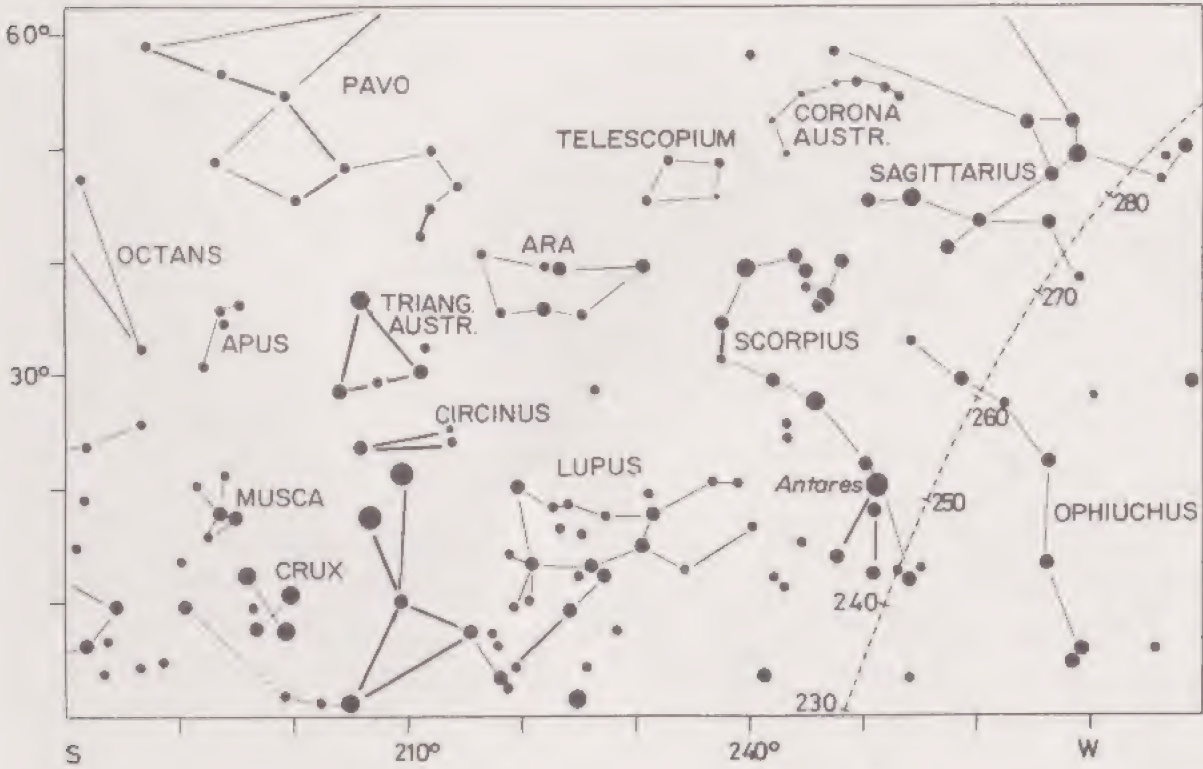 60°
PAVO
CORONA
AUSTR.
TELESCOPIUM
SAGITTARIUS
280
OCTANS
ARA
270
TRIANG.
AUSTR.
APUS
SCORPIUS
30°
260
CIRCINUS
LUPUS
MUSCA
Antares
250
OPHIUCHUS
CRUX
240
230
S
210°
240°
W